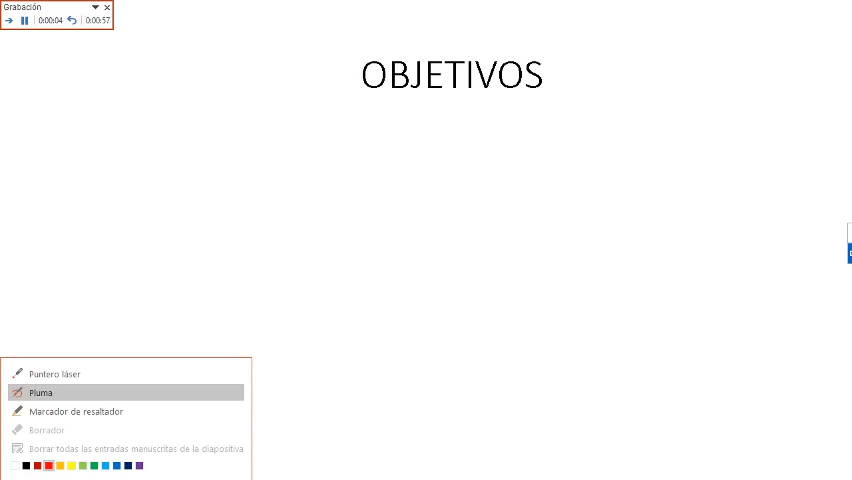 Grabación
0:00:04 0:00:57
OBJETIVOS
Puntero láser
Pluma
Marcador de resaltador
Borrador
Borrar todas las entradas manuscritas de la diapositiva